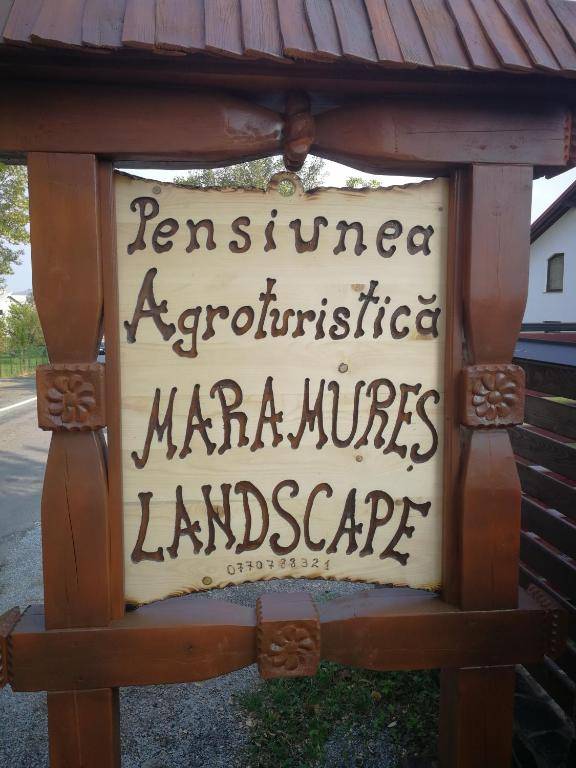 Pensiunea
Agroturistică
MARAMUREȘ
LANDSCAPE
0770788321